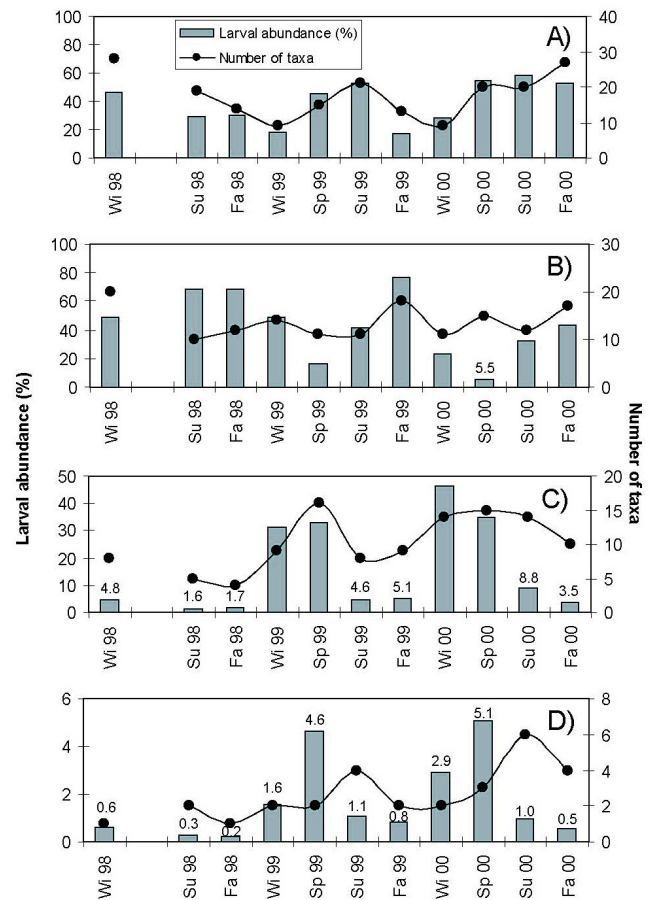 100
80
60
40
20
0
Larval abundance (%)
Number of taxa
A)
40
30
20
10
0
Wi 98
Su 98
Fa 98
Wi 99
Sp 99
Su 99
Fa 99
Wi 00
Sp 00
Su 00
Fa 00
100
80
60
40
20
0
B)
5.5
30
20
10
0
Wi 98
Su 98
Fa 98
Wi 99
Sp 99
Su 99
Fa 99
Wi 00
Sp 00
Su 00
Fa 00
Larval abundance (%)
Number of taxa
50
40
30
20
10
0
C)
4.8
1.6
1.7
4.6
5.1
8.8
3.5
20
15
10
5
0
Wi 98
Su 98
Fa 98
Wi 99
Sp 99
Su 99
Fa 99
Wi 00
Sp 00
Su 00
Fa 00
6
4
2
0
D)
0.6
0.3
0.2
1.6
4.6
1.1
0.8
2.9
5.1
1.0
0.5
8
6
4
2
0
Wi 98
Su 98
Fa 98
Wi 99
Sp 99
Su 99
Fa 99
Wi 00
Sp 00
Su 00
Fa 00